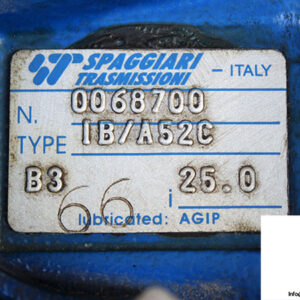 SPAGGIARI
TRASMISSIONI
- ITALY
N. 0068700
TYPE IB/A52C
B3 i 25.0
66
lubricated: AGIP